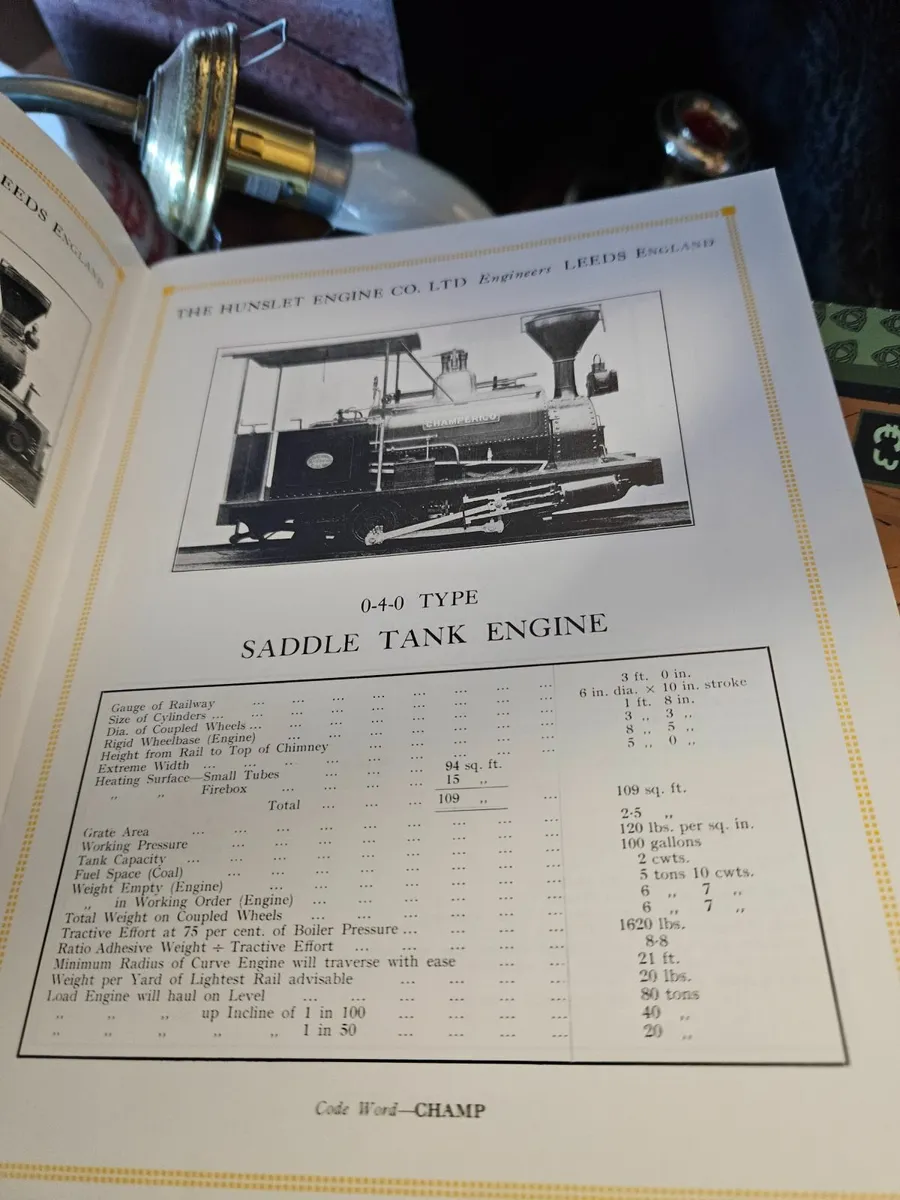 EEDS ENGLAND
THE HUNSLET ENGINE CO. LTD Engineers LEEDS ENGLAND
CHAMPERICO
0-4-0 TYPE
SADDLE TANK ENGINE
Gauge of Railway ... ... ... ... ... ... ... 3 ft. 0 in.
Size of Cylinders ... ... ... ... ... ... ... 6 in. dia. × 10 in. stroke
Dia. of Coupled Wheels ... ... ... ... ... ... ... 1 ft. 8 in.
Rigid Wheelbase (Engine) ... ... ... ... ... ... 3 ,, 3 ,,
Height from Rail to Top of Chimney ... ... ... ... 8 ,, 5 ,,
Extreme Width ... ... ... ... ... ... ... 5 ,, 0 ,,
Heating Surface—Small Tubes ... ... ... 94 sq. ft.
,, ,, Firebox ... ... ... ... 15 ,,
Total ... ... ... 109 ,, ... 109 sq. ft.
Grate Area ... ... ... ... ... ... ... ... 2·5 ,,
Working Pressure ... ... ... ... ... ... ... 120 lbs. per sq. in.
Tank Capacity ... ... ... ... ... ... ... ... 100 gallons
Fuel Space (Coal) ... ... ... ... ... ... ... 2 cwts.
Weight Empty (Engine) ... ... ... ... ... ... 5 tons 10 cwts.
,, in Working Order (Engine) ... ... ... ... ... 6 ,, 7 ,,
Total Weight on Coupled Wheels ... ... ... ... ... 6 ,, 7 ,,
Tractive Effort at 75 per cent. of Boiler Pressure ... ... ... ... 1620 lbs.
Ratio Adhesive Weight ÷ Tractive Effort ... ... ... ... ... 8·8
Minimum Radius of Curve Engine will traverse with ease ... ... 21 ft.
Weight per Yard of Lightest Rail advisable ... ... ... ... 20 lbs.
Load Engine will haul on Level ... ... ... ... ... ... 80 tons
,, ,, ,, up Incline of 1 in 100 ... ... ... ... 40 ,,
,, ,, ,, ,, ,, 1 in 50 ... ... ... ... 20 ,,
Code Word—CHAMP